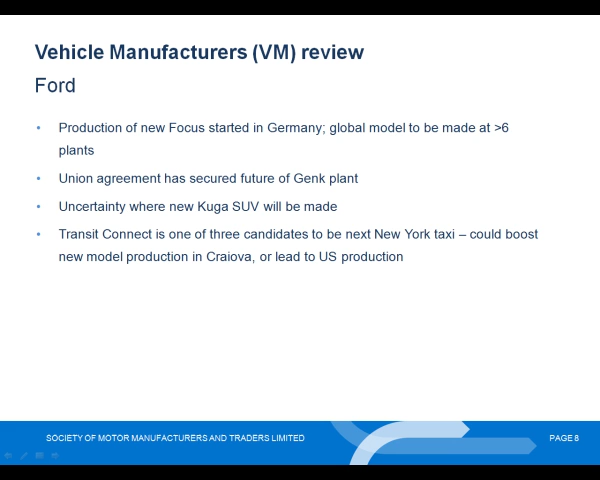 Vehicle Manufacturers (VM) review
Ford
• Production of new Focus started in Germany; global model to be made at >6
plants
• Union agreement has secured future of Genk plant
• Uncertainty where new Kuga SUV will be made
• Transit Connect is one of three candidates to be next New York taxi – could boost
new model production in Craiova, or lead to US production
SOCIETY OF MOTOR MANUFACTURERS AND TRADERS LIMITED
PAGE 8